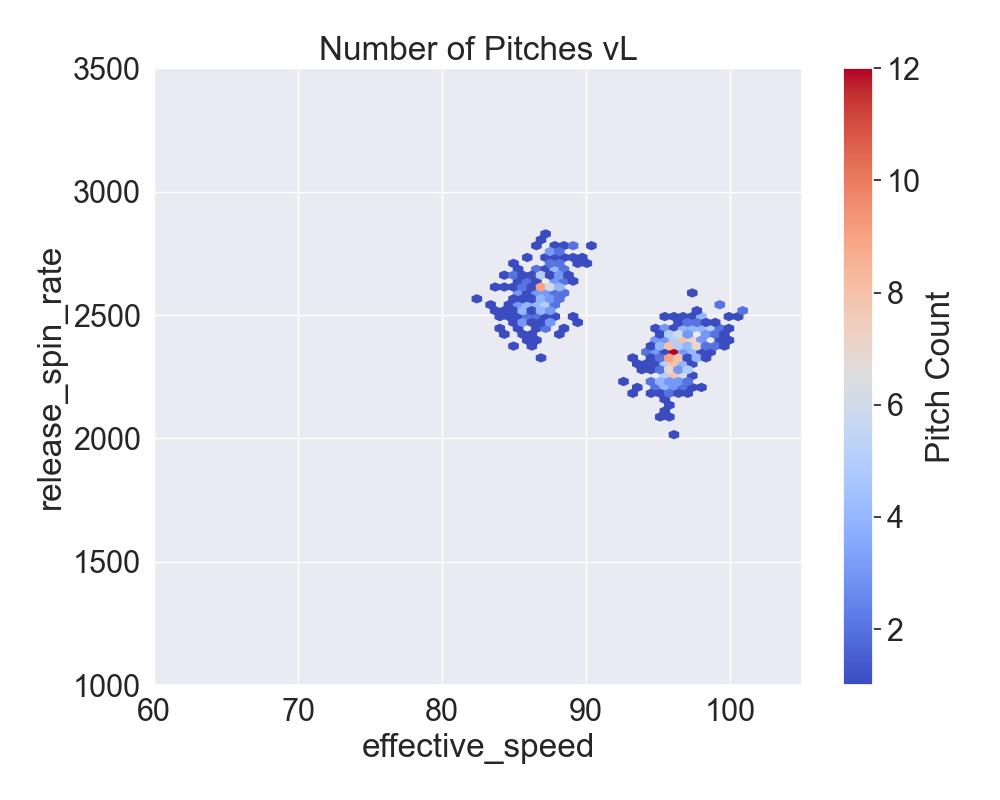 Number of Pitches vL
3500
3000
2500
2000
1500
1000
release_spin_rate
60 70 80 90 100
effective_speed
12
10
8
6
4
2
Pitch Count